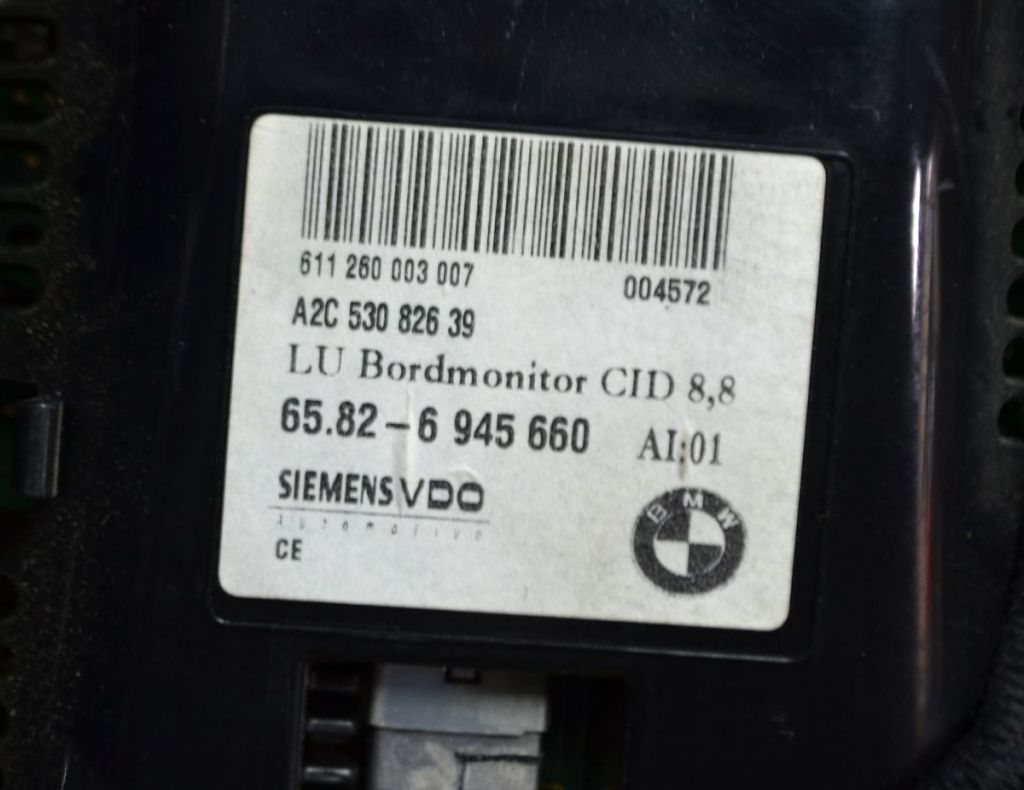 611 260 003 007 004572
A2C 530 826 39
LU Bordmonitor CID 8,8
65.82-6 945 660 AI:01
SIEMENS VDO
Automotive
CE
BMW